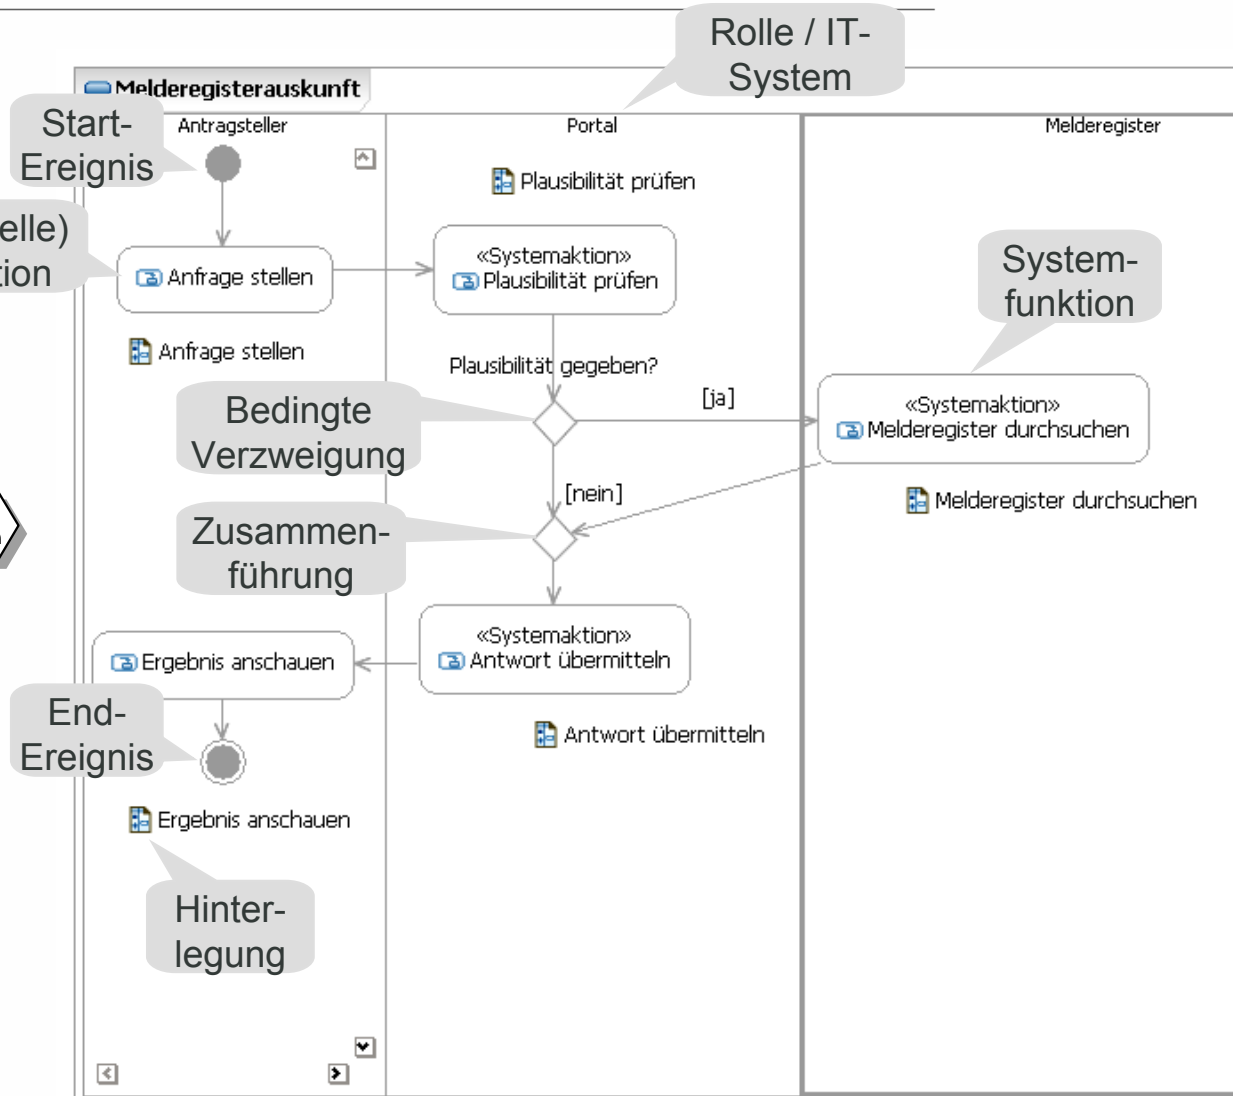 Rolle / IT-
System
Melderegisterauskunft
Start-
Ereignis
Antragsteller
Portal
Melderegister
Plausibilität prüfen
elle)
tion
Anfrage stellen
«Systemaktion»
Plausibilität prüfen
System-
funktion
Anfrage stellen
Plausibilität gegeben?
Bedingte
Verzweigung
[ja]
«Systemaktion»
Melderegister durchsuchen
[nein]
Melderegister durchsuchen
Zusammen-
führung
«Systemaktion»
Antwort übermitteln
Ergebnis anschauen
End-
Ereignis
Antwort übermitteln
Ergebnis anschauen
Hinter-
legung